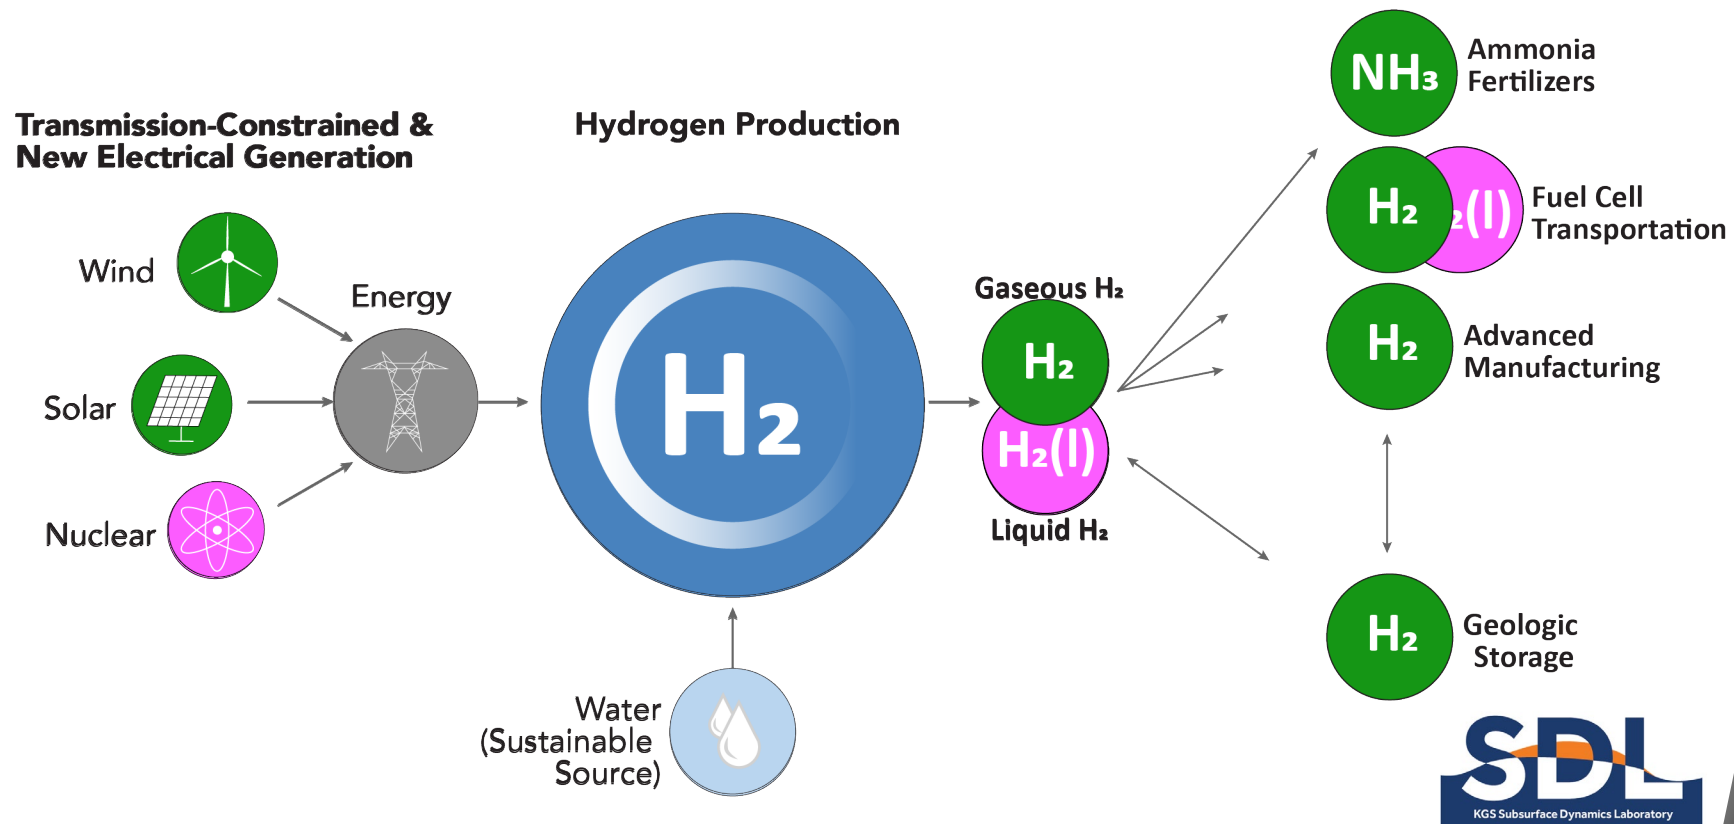 Transmission-Constrained &
New Electrical Generation
Wind
Solar
Nuclear
Energy
Hydrogen Production
H₂
Water
(Sustainable
Source)
Gaseous H₂
H₂
H₂(l)
Liquid H₂
NH₃
Ammonia
Fertilizers
H₂
₂(l)
Fuel Cell
Transportation
H₂
Advanced
Manufacturing
H₂
Geologic
Storage
SDL
KGS Subsurface Dynamics Laboratory